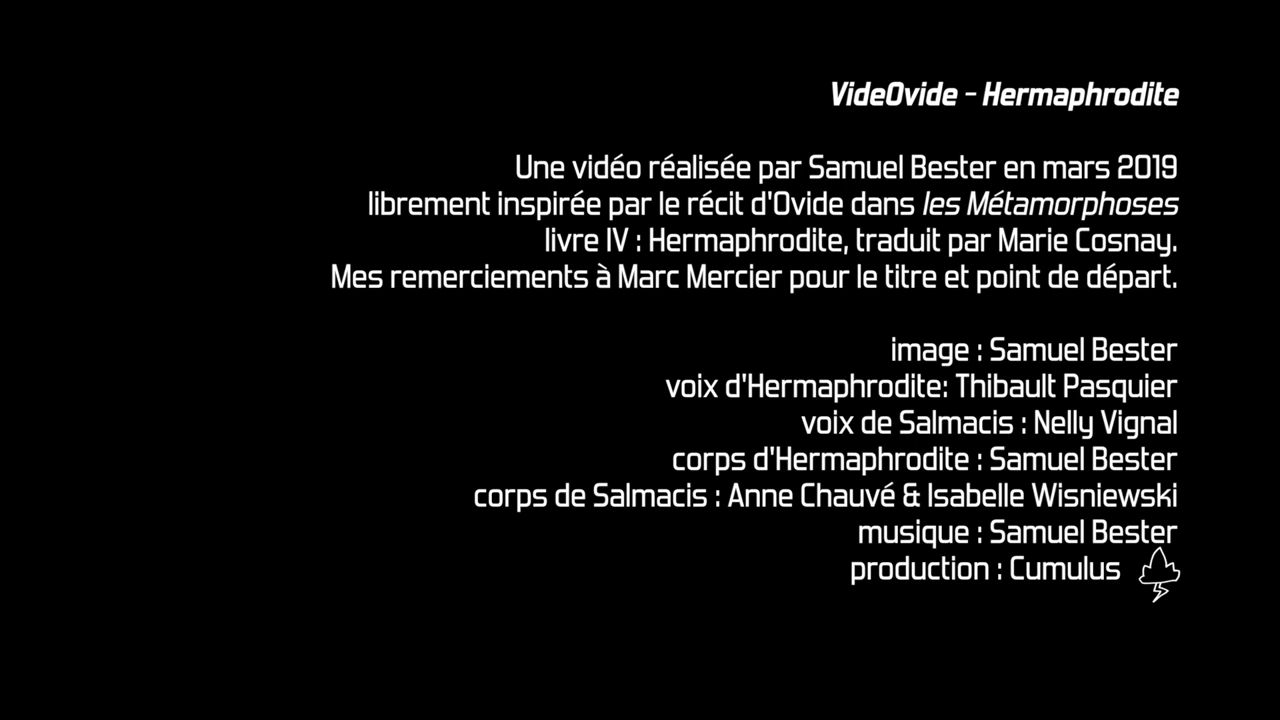 VideOvide - Hermaphrodite
Une vidéo réalisée par Samuel Bester en mars 2019
librement inspirée par le récit d'Ovide dans les Métamorphoses
livre IV : Hermaphrodite, traduit par Marie Cosnay.
Mes remerciements à Marc Mercier pour le titre et point de départ.
image : Samuel Bester
voix d'Hermaphrodite: Thibault Pasquier
voix de Salmacis : Nelly Vignal
corps d'Hermaphrodite : Samuel Bester
corps de Salmacis : Anne Chauvé & Isabelle Wisniewski
musique : Samuel Bester
production : Cumulus